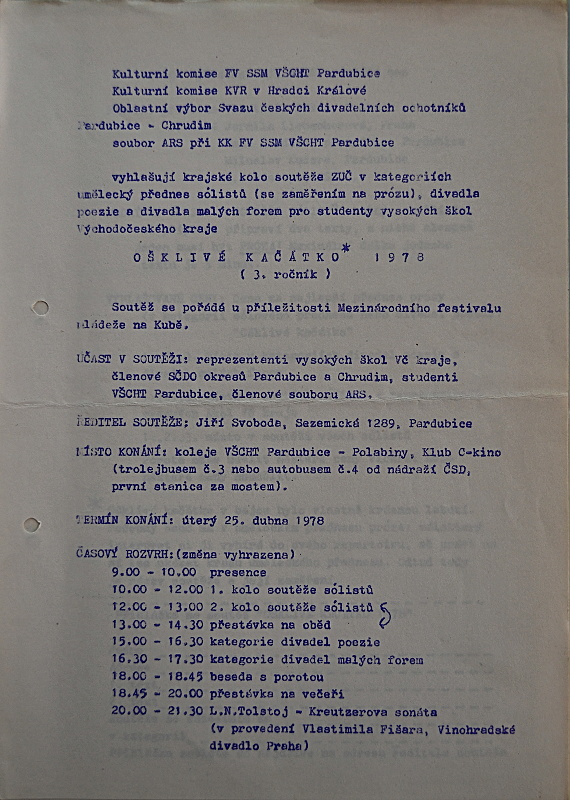 Kulturní komise FV SSM VŠCHT Pardubice
Kulturní komise KVR v Hradci Králové
Oblastní výbor Svazu českých divadelních ochotníků
Pardubice - Chrudim
soubor ARS při KK FV SSM VŠCHT Pardubice
vyhlašují krajské kolo soutěže ZUČ v kategoriích
umělecký přednes sólistů (se zaměřením na prózu), divadla
poezie a divadla malých forem pro studenty vysokých škol
Východočeského kraje
OŠKLIVÉ KAČÁTKO* 1978
( 3. ročník )
Soutěž se pořádá u příležitosti Mezinárodního festivalu
mládeže na Kubě.
ÚČAST V SOUTĚŽI: reprezententi vysokých škol Vč kraje,
členové SČDO okresů Pardubice a Chrudim, studenti
VŠCHT Pardubice, členové souboru ARS.
ŘEDITEL SOUTĚŽE: Jiří Svoboda, Sezemická 1289, Pardubice
MÍSTO KONÁNÍ: koleje VŠCHT Pardubice - Polabiny, Klub C-kino
(trolejbusem č.3 nebo autobusem č.4 od nádraží ČSD,
první stanice za mostem).
TERMÍN KONÁNÍ: úterý 25. dubna 1978
ČASOVÝ ROZVRH:(změna vyhrazena)
9.00 - 10.00 presence
10.00 - 12.00 1. kolo soutěže sólistů
12.00 - 13.00 2. kolo soutěže sólistů
13.00 - 14.30 přestávka na oběd
15.00 - 16.30 kategorie divadel poezie
16.30 - 17.30 kategorie divadel malých forem
18.00 - 18.45 beseda s porotou
18.45 - 20.00 přestávka na večeři
20.00 - 21.30 L.N.Tolstoj - Kreutzerova sonáta
(v provedení Vlastimila Fišara, Vinohradské
divadlo Praha)